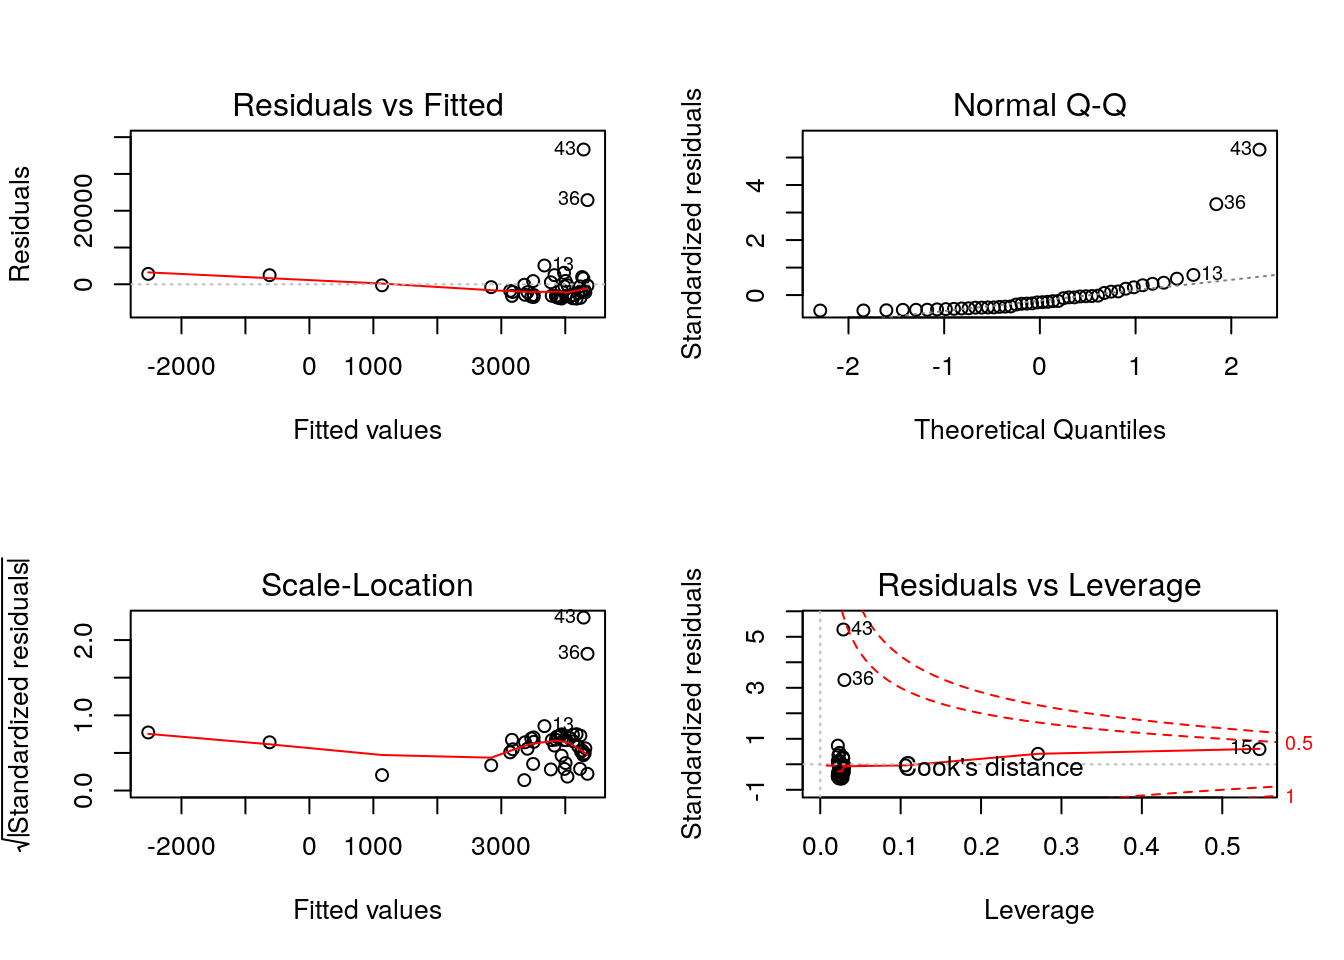 Residuals vs Fitted
Residuals
20000
0
43
36
13
-2000 0 1000 3000
Fitted values
Normal Q-Q
Standardized residuals
4
2
0
43
36
13
-2 -1 0 1 2
Theoretical Quantiles
Scale-Location
√|Standardized residuals|
2.0
1.0
0.0
43
36
13
-2000 0 1000 3000
Fitted values
Residuals vs Leverage
Standardized residuals
5
3
1
-1
43
36
15
0.5
1
Cook's distance
0.0 0.1 0.2 0.3 0.4 0.5
Leverage